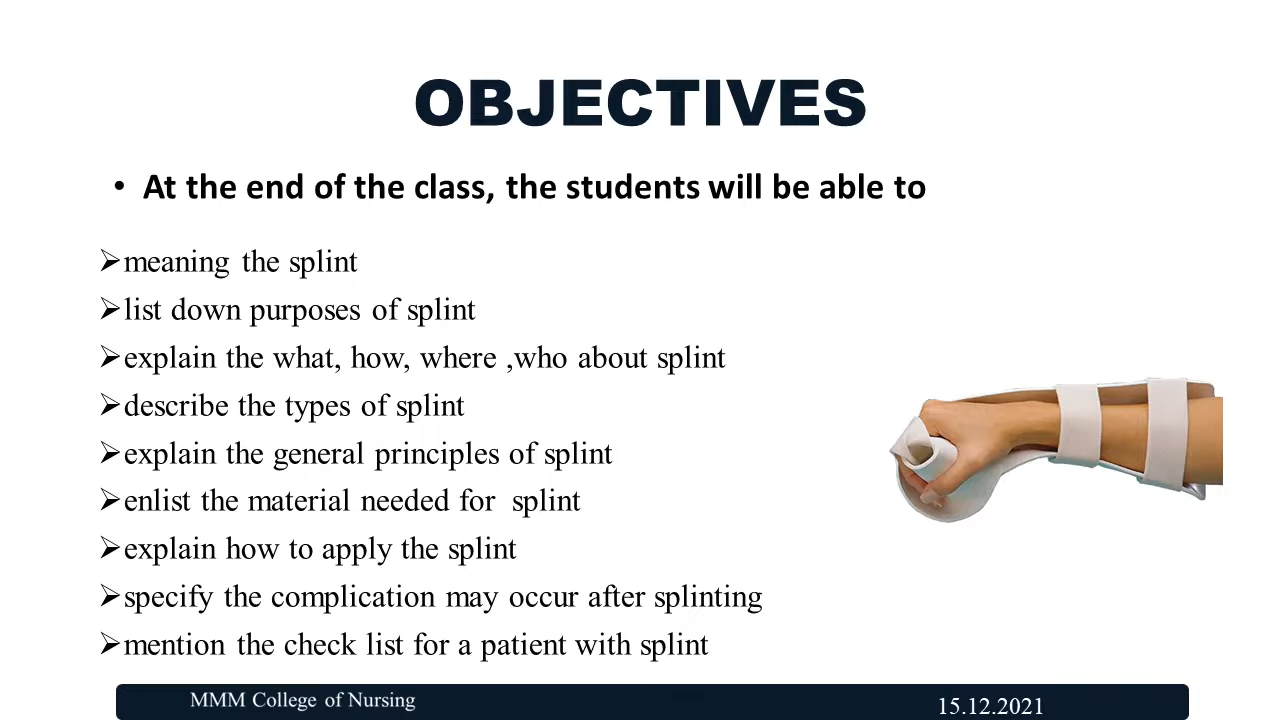 OBJECTIVES
• At the end of the class, the students will be able to
➢meaning the splint
➢list down purposes of splint
➢explain the what, how, where ,who about splint
➢describe the types of splint
➢explain the general principles of splint
➢enlist the material needed for  splint
➢explain how to apply the splint
➢specify the complication may occur after splinting
➢mention the check list for a patient with splint
MMM College of Nursing
15.12.2021